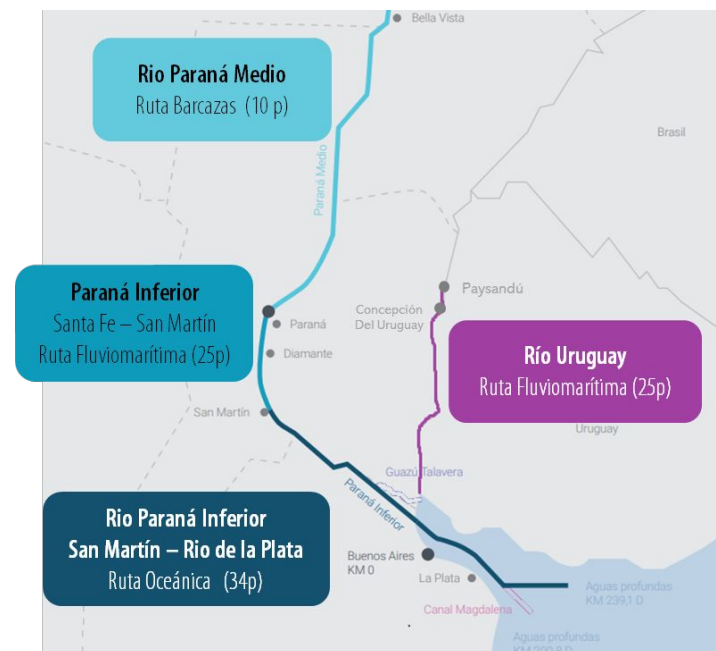 Bella Vista
Rio Paraná Medio
Ruta Barcazas (10 p)
Brasil
Paraná Medio
Paysandú
Paraná Inferior
Santa Fe – San Martín
Ruta Fluviomarítima (25p)
Concepción
Del Uruguay
Paraná
Diamante
Río Uruguay
Ruta Fluviomarítima (25p)
San Martín
Uruguay
Guazú Talavera
Paraná Inferior
Rio Paraná Inferior
San Martín – Rio de la Plata
Ruta Oceánica (34p)
Buenos Aires
KM 0
La Plata
Aguas profundas
KM 239,1 D
Canal Magdalena
Aguas profundas